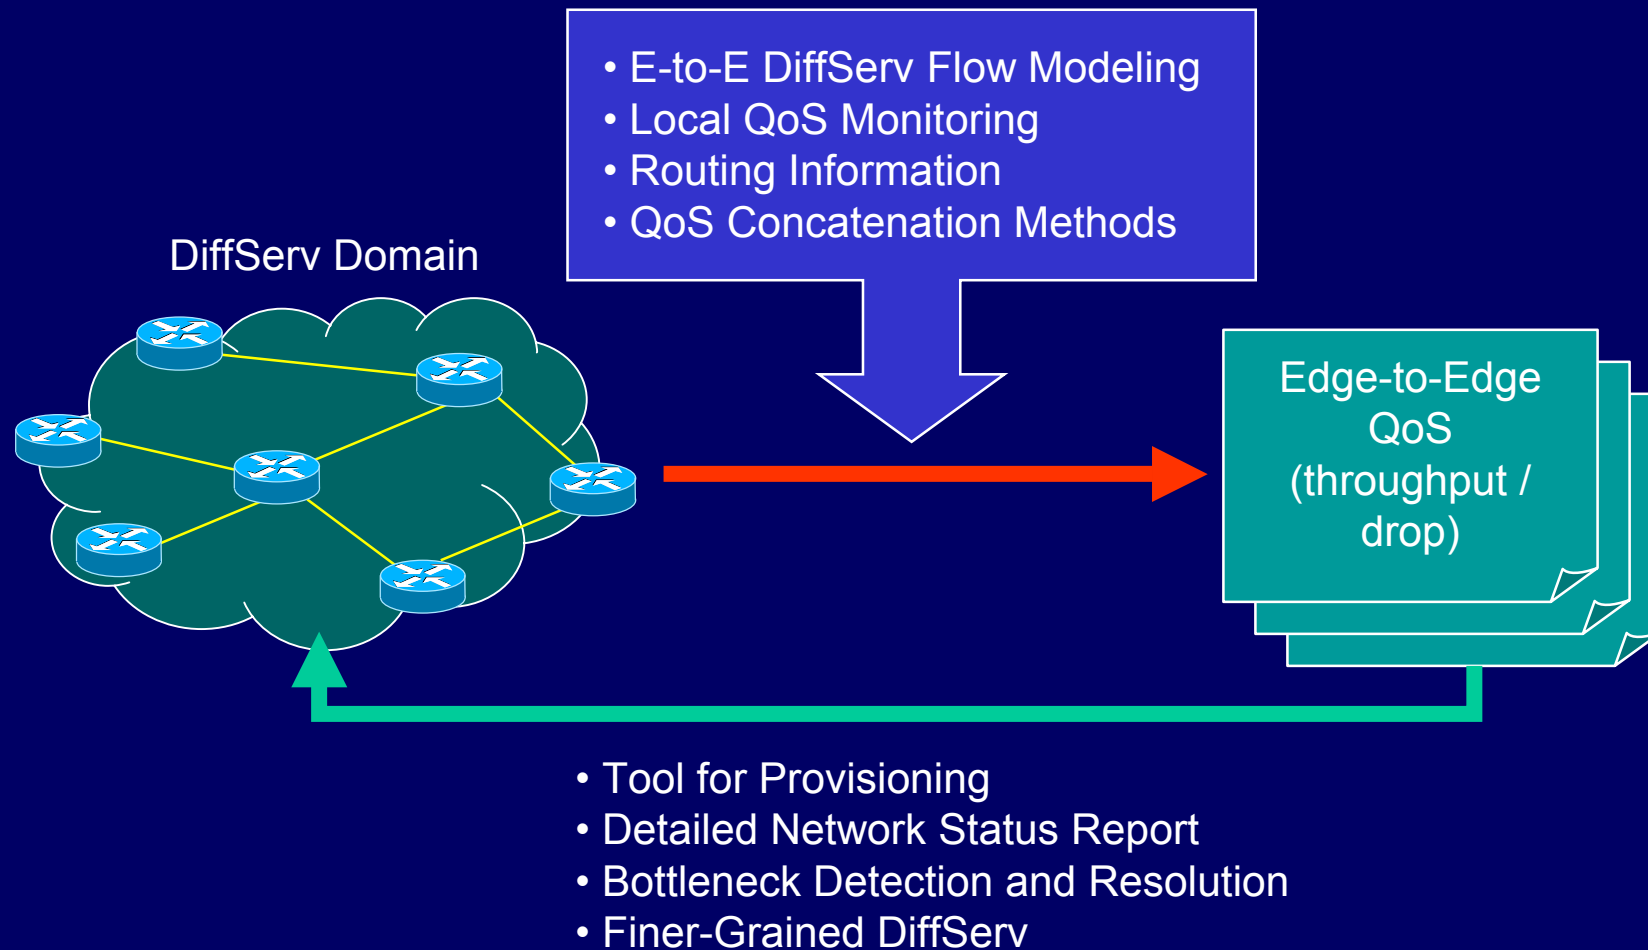 • E-to-E DiffServ Flow Modeling
• Local QoS Monitoring
• Routing Information
• QoS Concatenation Methods
DiffServ Domain
Edge-to-Edge
QoS
(throughput /
drop)
• Tool for Provisioning
• Detailed Network Status Report
• Bottleneck Detection and Resolution
• Finer-Grained DiffServ